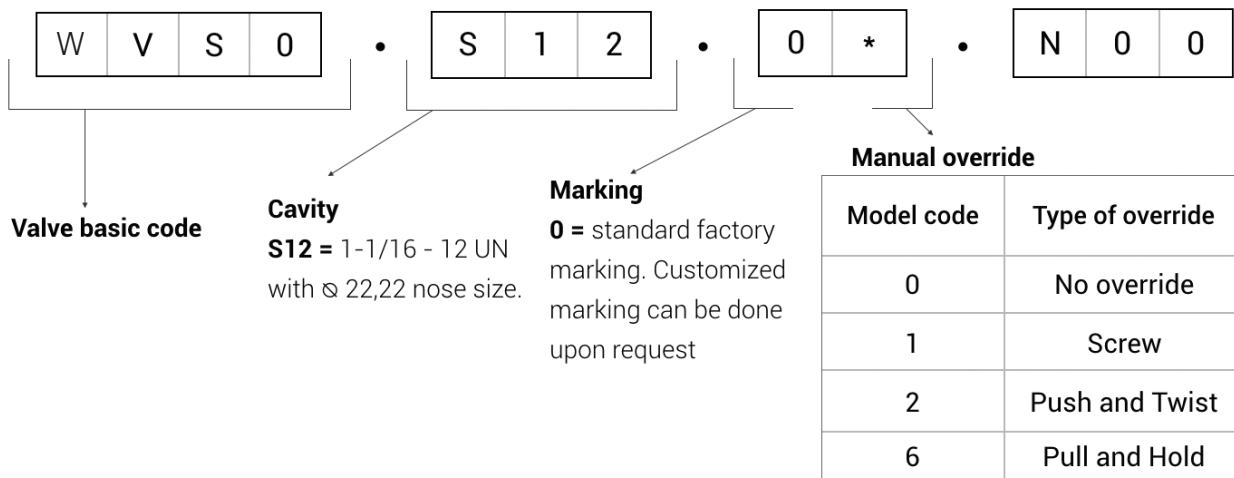 W V S 0 • S 1 2 • 0 * • N 0 0
Manual override
Valve basic code
Cavity
S12 = 1-1/16 - 12 UN
with ⦰ 22,22 nose size.
Marking
0 = standard factory
marking. Customized
marking can be done
upon request
Model code Type of override
0 No override
1 Screw
2 Push and Twist
6 Pull and Hold